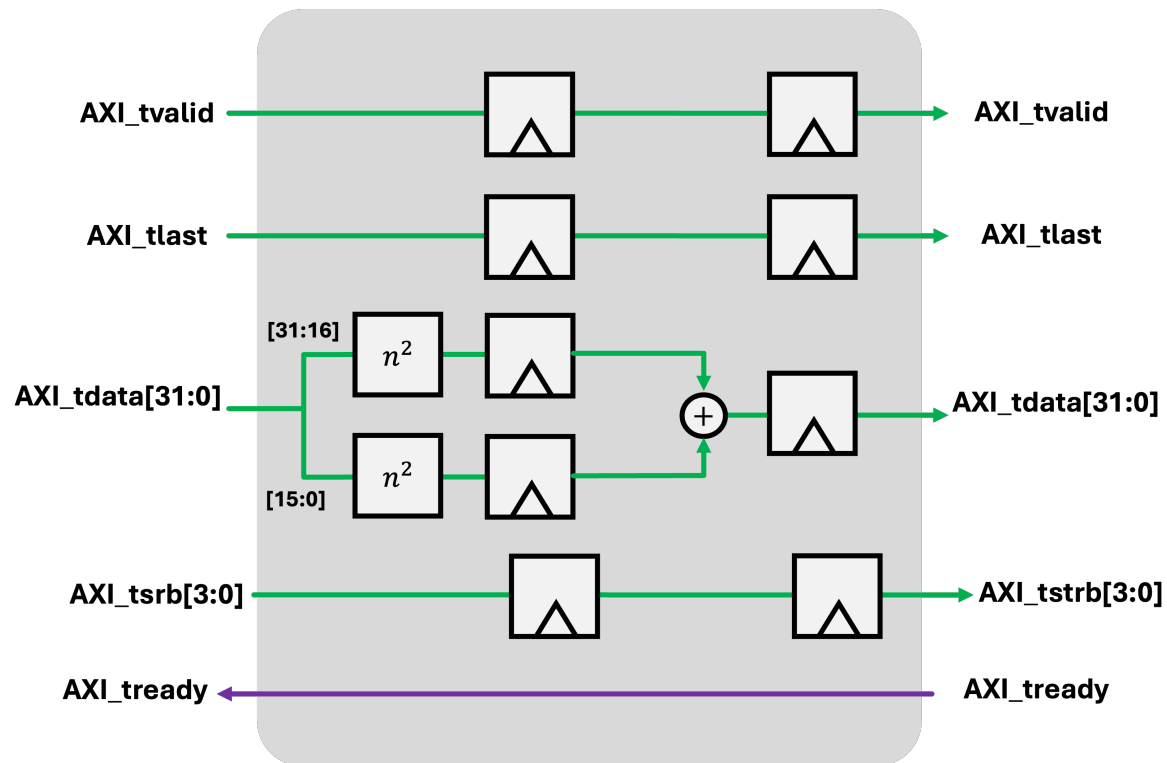 AXI_tvalid
AXI_tvalid
AXI_tlast
AXI_tlast
[31:16]
n²
AXI_tdata[31:0]
+
AXI_tdata[31:0]
n²
[15:0]
AXI_tsrb[3:0]
AXI_tstrb[3:0]
AXI_tready
AXI_tready